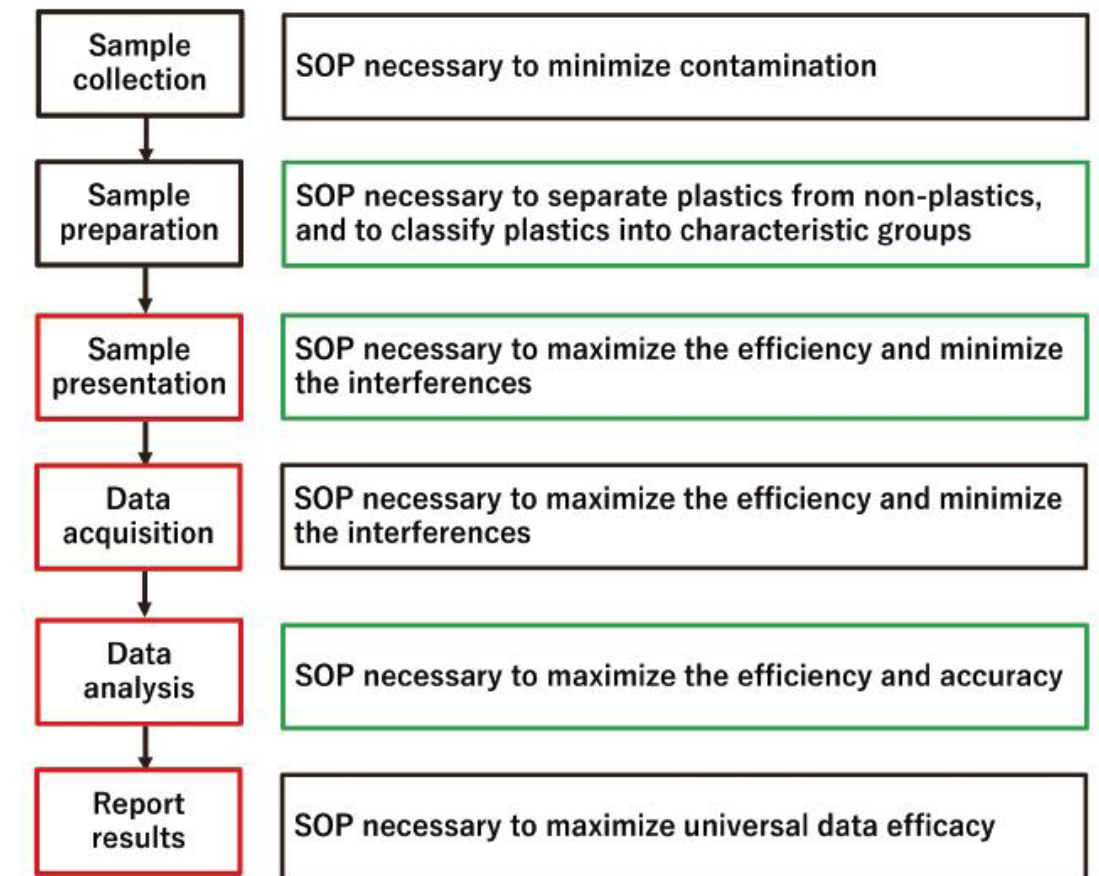 Sample
collection
SOP necessary to minimize contamination
Sample
preparation
SOP necessary to separate plastics from non-plastics,
and to classify plastics into characteristic groups
Sample
presentation
SOP necessary to maximize the efficiency and minimize
the interferences
Data
acquisition
SOP necessary to maximize the efficiency and minimize
the interferences
Data
analysis
SOP necessary to maximize the efficiency and accuracy
Report
results
SOP necessary to maximize universal data efficacy